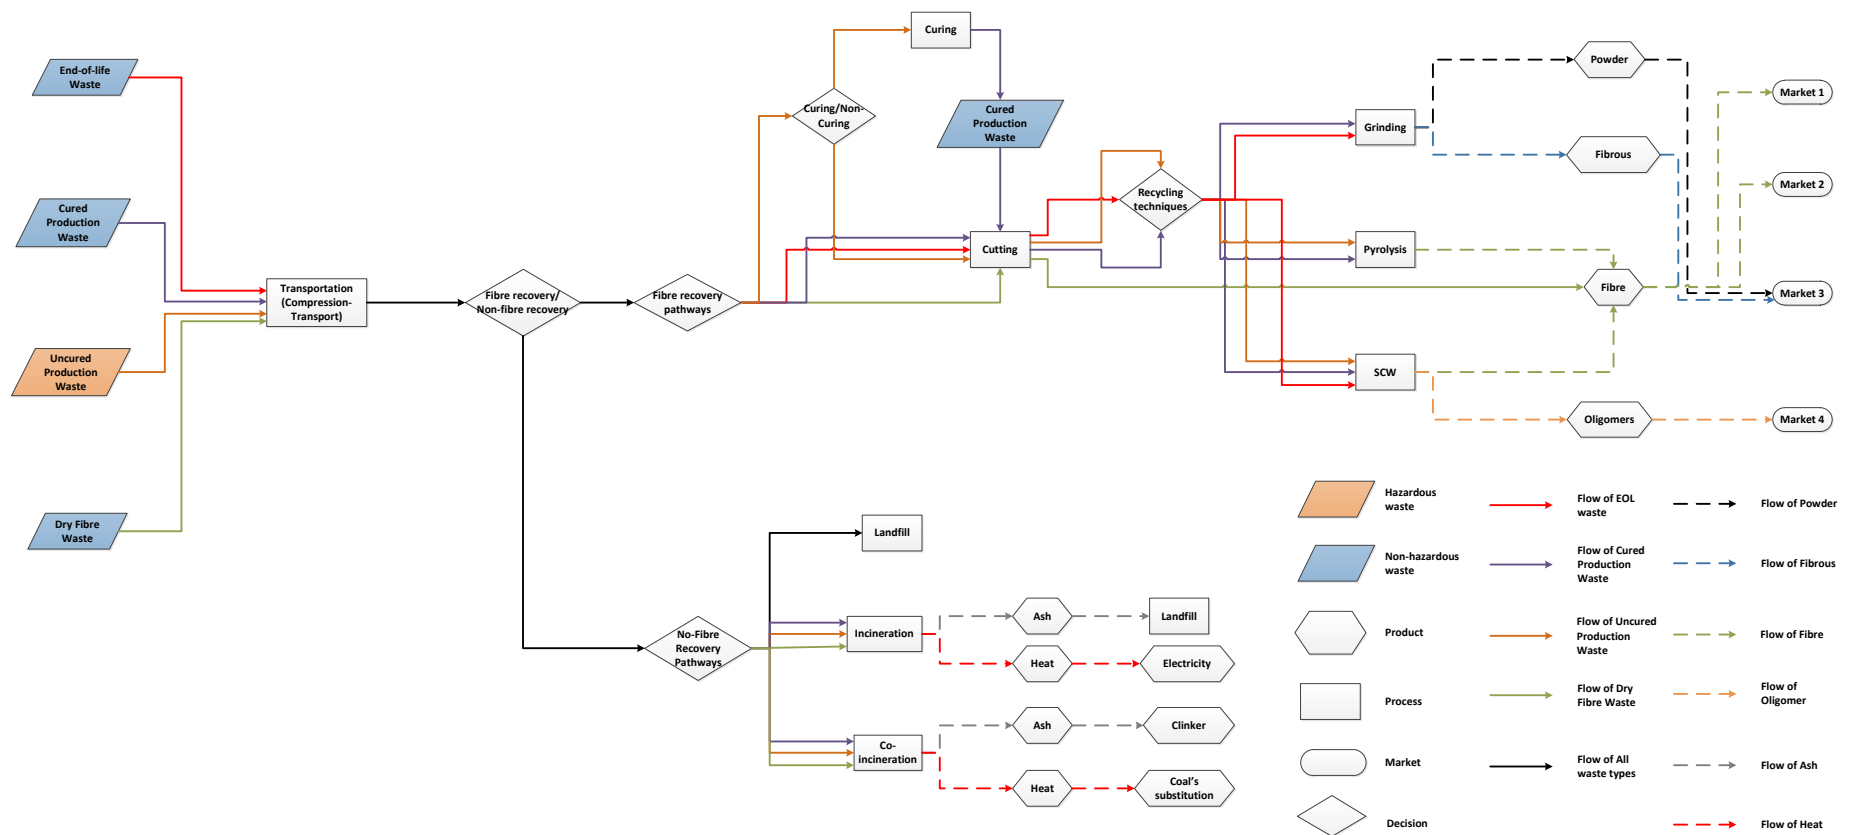 End-of-life
Waste
Cured
Production
Waste
Uncured
Production
Waste
Dry Fibre
Waste
Transportation
(Compression-
Transport)
Fibre recovery/
Non-fibre recovery
Fibre recovery
pathways
Curing/Non-
Curing
Curing
Cured
Production
Waste
Cutting
Recycling
techniques
Grinding
Pyrolysis
SCW
Powder
Fibrous
Fibre
Oligomers
Market 1
Market 2
Market 3
Market 4
No-Fibre
Recovery
Pathways
Landfill
Incineration
Ash
Landfill
Heat
Electricity
Co-
incineration
Ash
Clinker
Heat
Coal's
substitution
Hazardous
waste
Non-hazardous
waste
Product
Process
Market
Decision
Flow of EOL
waste
Flow of Cured
Production
Waste
Flow of Uncured
Production
Waste
Flow of Dry
Fibre Waste
Flow of All
waste types
Flow of Powder
Flow of Fibrous
Flow of Fibre
Flow of
Oligomer
Flow of Ash
Flow of Heat